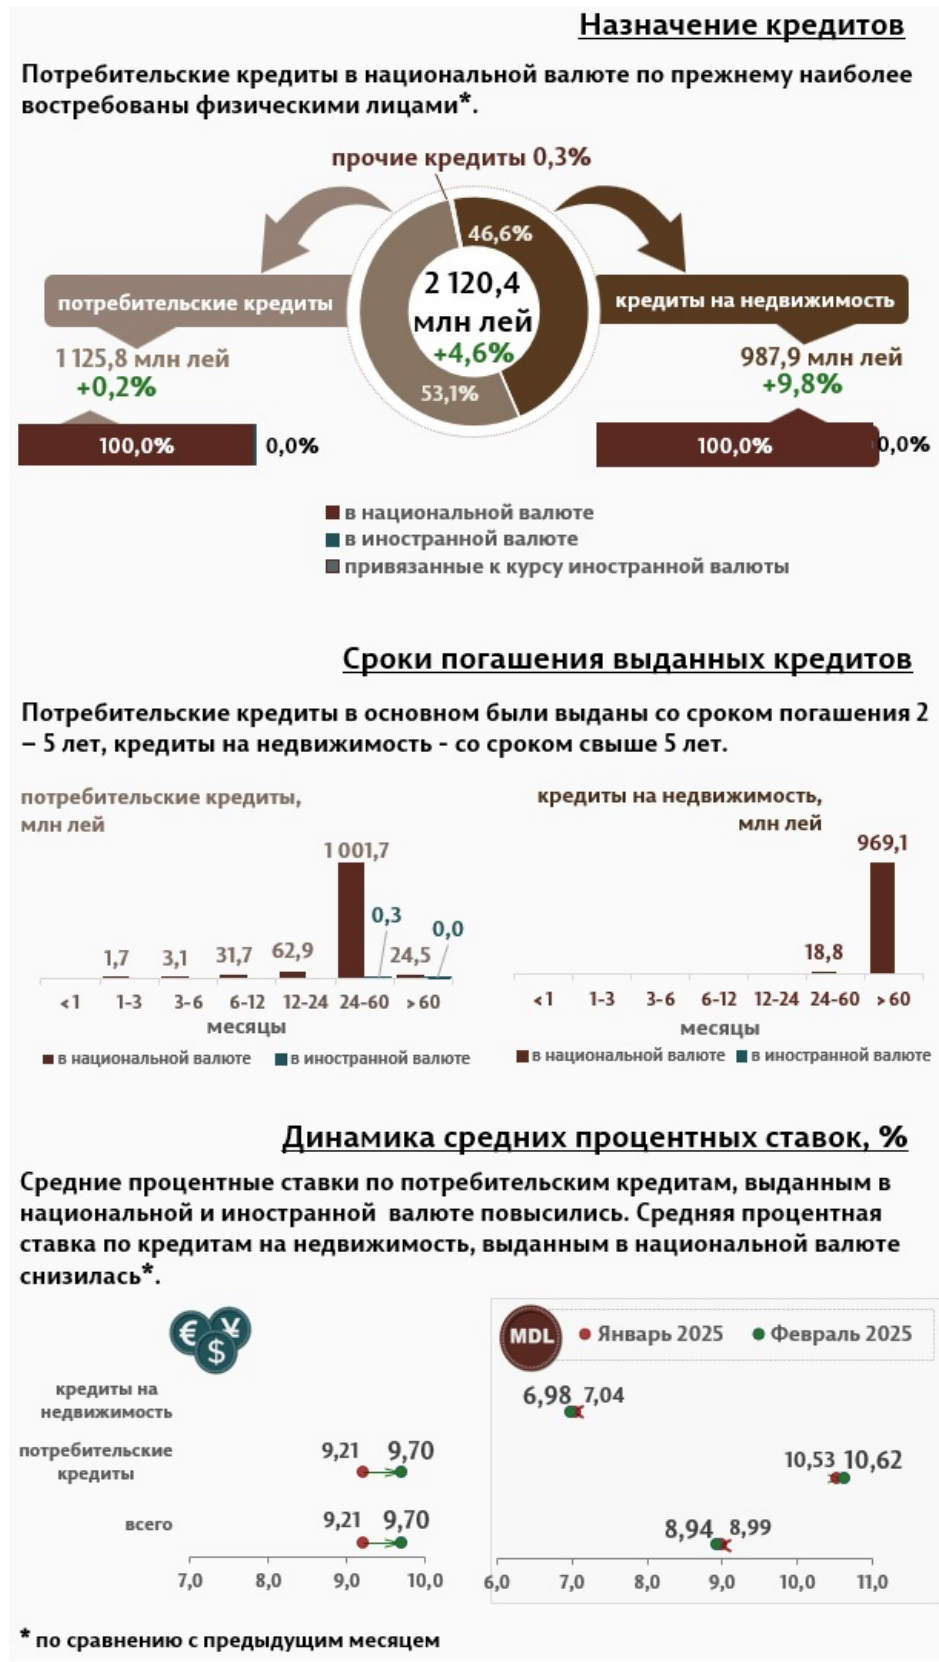 Назначение кредитов
Потребительские кредиты в национальной валюте по прежнему наиболее
востребованы физическими лицами*.
прочие кредиты 0,3%
46,6%
2 120,4
млн лей
+4,6%
53,1%
потребительские кредиты
1 125,8 млн лей
+0,2%
100,0%
0,0%
кредиты на недвижимость
987,9 млн лей
+9,8%
100,0%
0,0%
в национальной валюте
в иностранной валюте
привязанные к курсу иностранной валюты
Сроки погашения выданных кредитов
Потребительские кредиты в основном были выданы со сроком погашения 2
– 5 лет, кредиты на недвижимость - со сроком свыше 5 лет.
потребительские кредиты,
млн лей
1 001,7
0,3
0,0
1,7 3,1 31,7 62,9 24,5
<1 1-3 3-6 6-12 12-24 24-60 >60
месяцы
в национальной валюте в иностранной валюте
кредиты на недвижимость,
млн лей
969,1
18,8
<1 1-3 3-6 6-12 12-24 24-60 >60
месяцы
в национальной валюте в иностранной валюте
Динамика средних процентных ставок, %
Средние процентные ставки по потребительским кредитам, выданным в
национальной и иностранной валюте повысились. Средняя процентная
ставка по кредитам на недвижимость, выданным в национальной валюте
снизилась*.
€ ¥
$
кредиты на
недвижимость
потребительские
кредиты
9,21 9,70
всего
9,21 9,70
7,0 8,0 9,0 10,0
MDL Январь 2025 Февраль 2025
6,98 7,04
10,53 10,62
8,94 8,99
6,0 7,0 8,0 9,0 10,0 11,0
* по сравнению с предыдущим месяцем